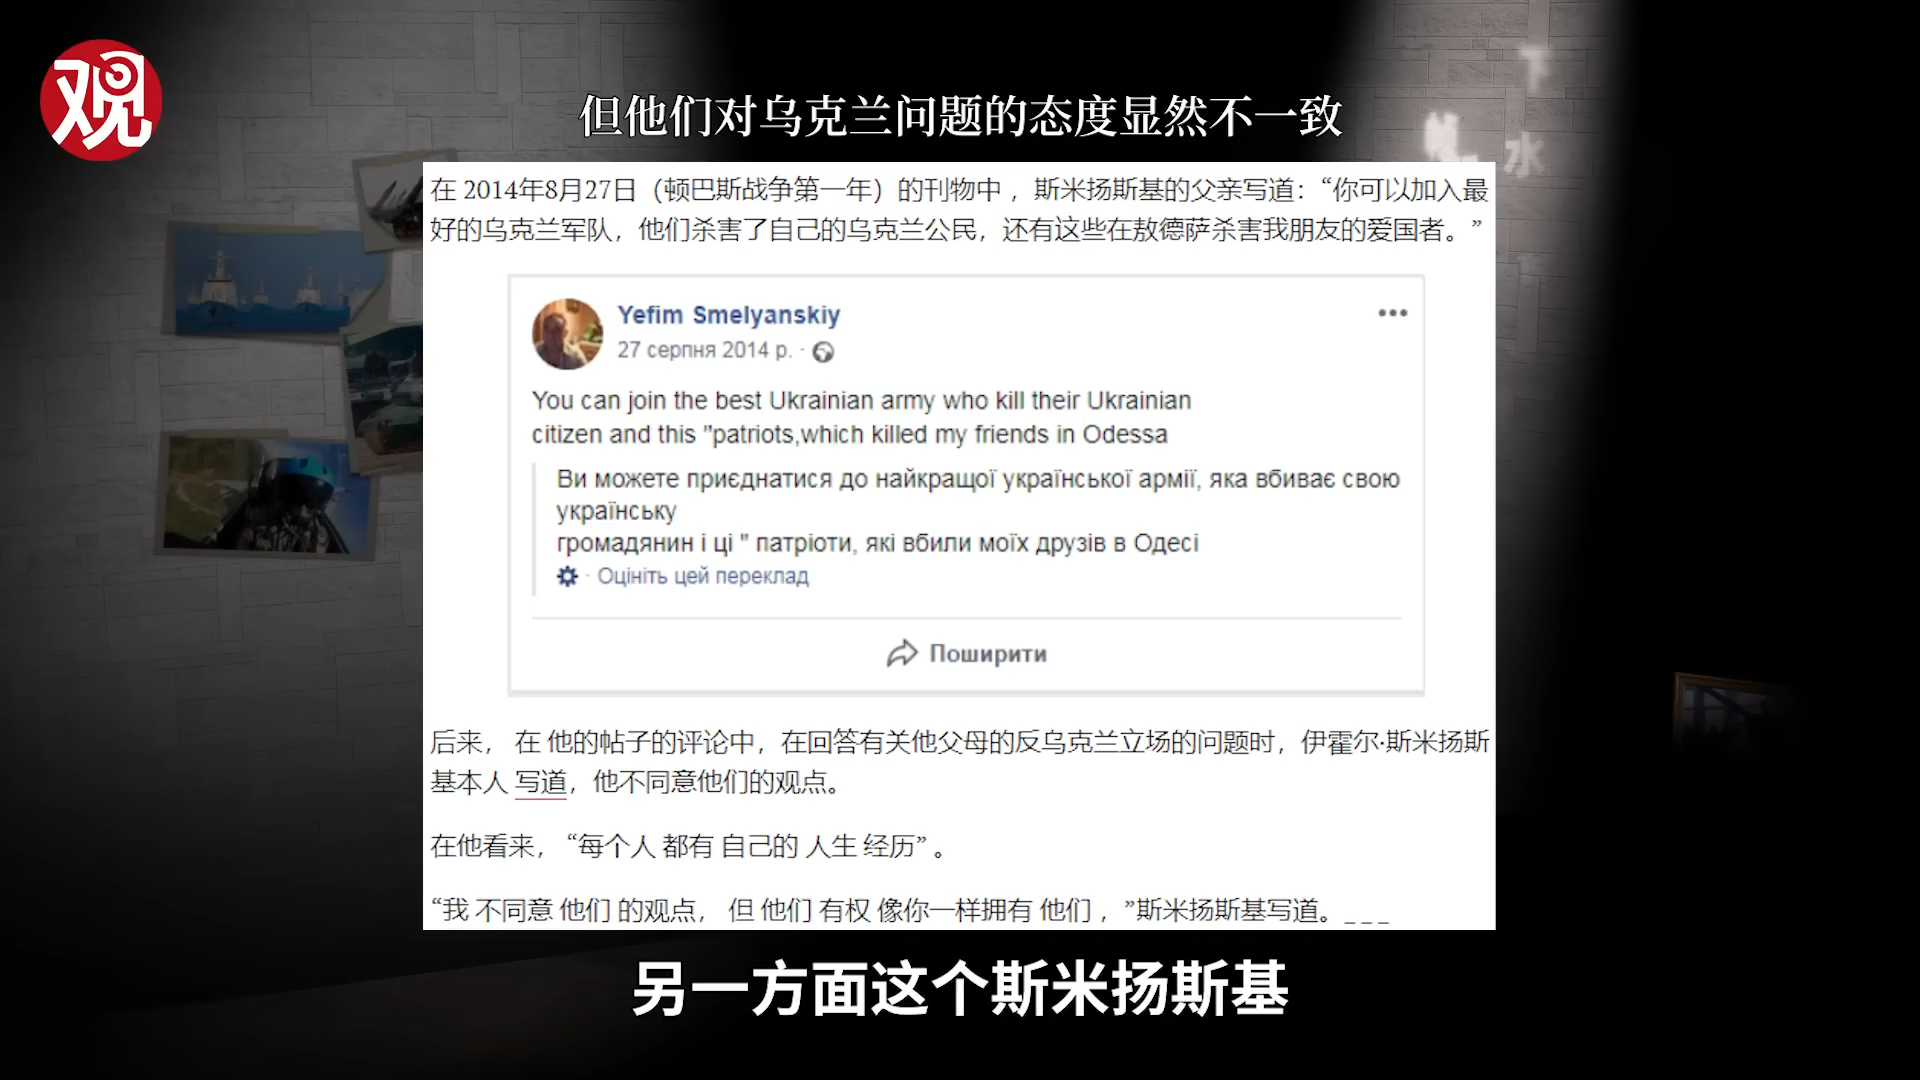 观
但他们对乌克兰问题的态度显然不一致
下
水
在 2014年8月27日（顿巴斯战争第一年）的刊物中 ，斯米扬斯基的父亲写道：“你可以加入最
好的乌克兰军队，他们杀害了自己的乌克兰公民，还有这些在敖德萨杀害我朋友的爱国者。”
Yefim Smelyanskiy
27 серпня 2014 р. ·
You can join the best Ukrainian army who kill their Ukrainian
citizen and this "patriots,which killed my friends in Odessa
Ви можете приєднатися до найкращої української армії, яка вбиває свою
українську
громадянин і ці " патріоти, які вбили моїх друзів в Одесі
· Оцініть цей переклад
Поширити
后来， 在 他的帖子的评论中，在回答有关他父母的反乌克兰立场的问题时，伊霍尔·斯米扬斯
基本人 写道，他不同意他们的观点。
在他看来，“每个人 都有 自己的 人生 经历” 。
“我 不同意 他们 的观点， 但 他们 有权 像你一样拥有 他们 ，”斯米扬斯基写道。_ _ _
另一方面这个斯米扬斯基